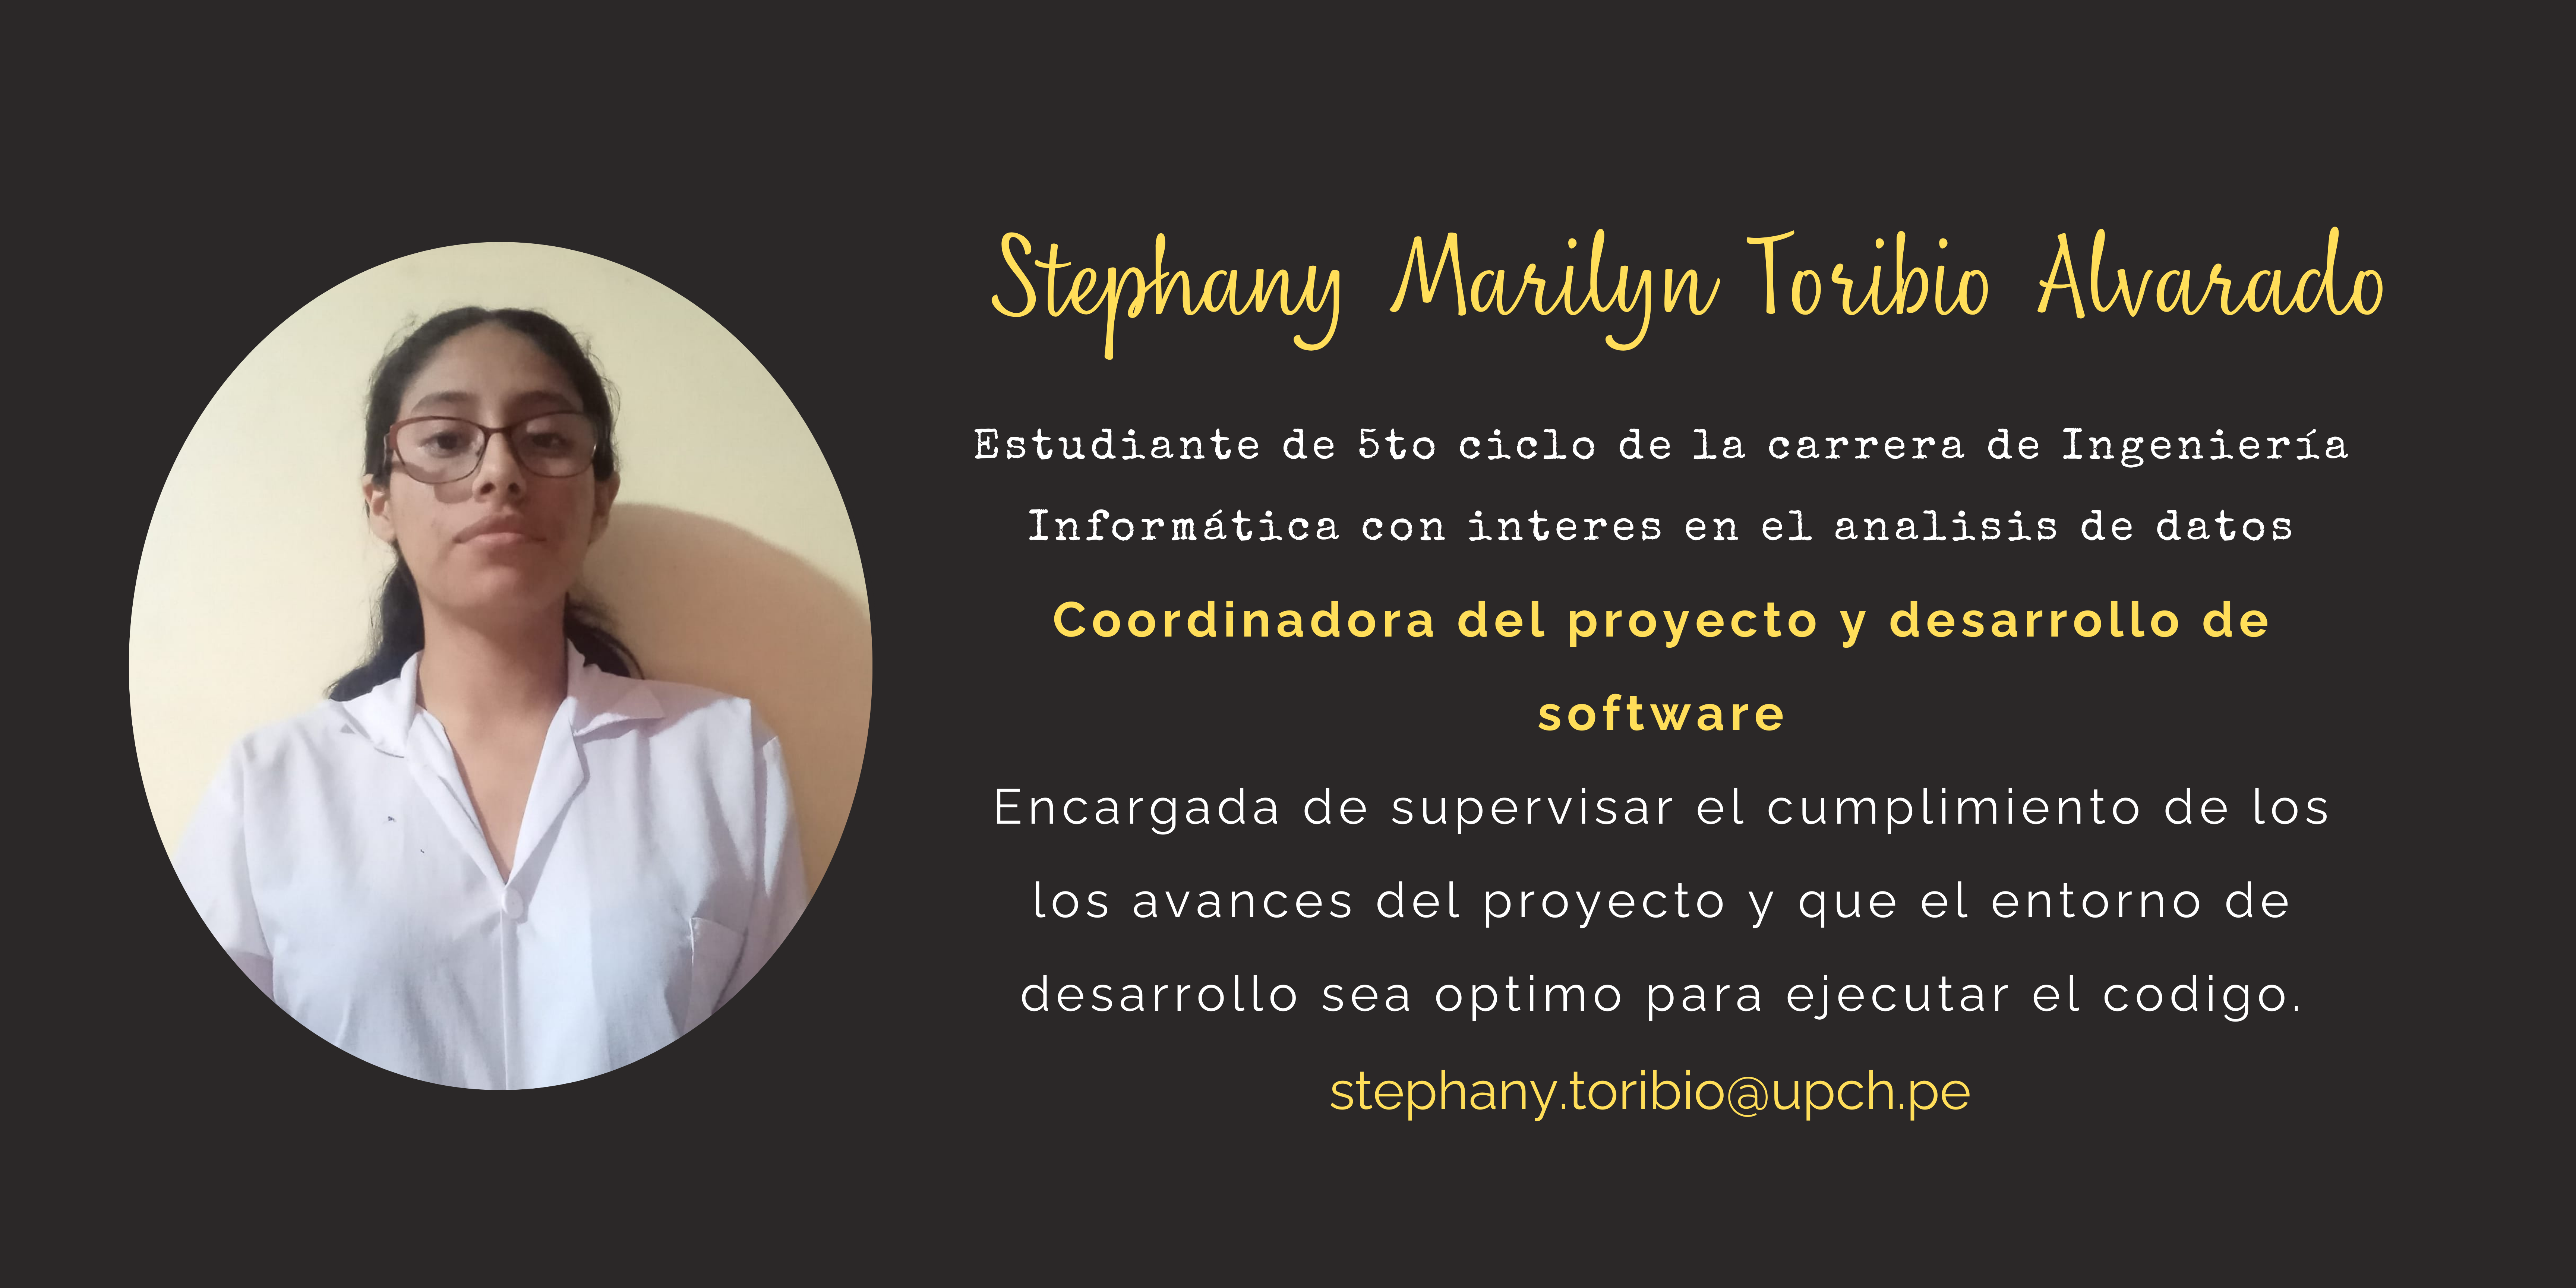 Stephany Marilyn Toribio Alvarado
Estudiante de 5to ciclo de la carrera de Ingeniería
Informática con interes en el analisis de datos
Coordinadora del proyecto y desarrollo de
software
Encargada de supervisar el cumplimiento de los
los avances del proyecto y que el entorno de
desarrollo sea optimo para ejecutar el codigo.
stephany.toribio@upch.pe